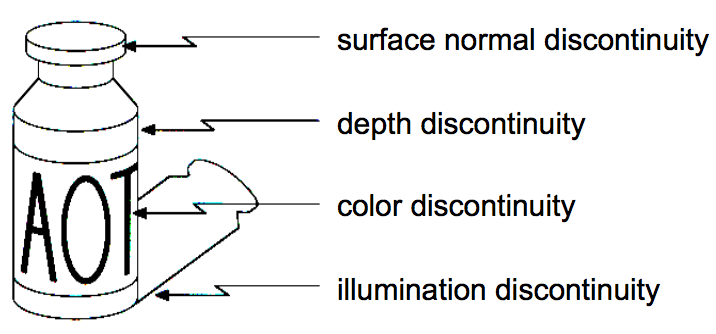 surface normal discontinuity
depth discontinuity
AOT
color discontinuity
illumination discontinuity